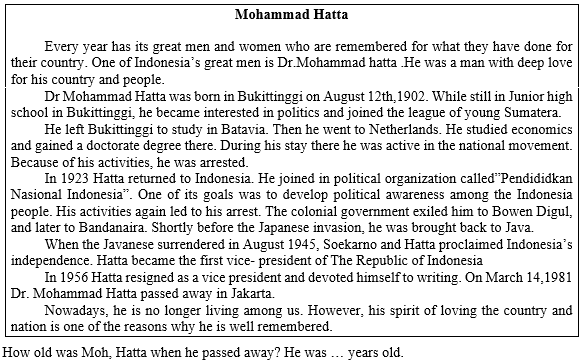 Mohammad Hatta
Every year has its great men and women who are remembered for what they have done for
their country. One of Indonesia's great men is Dr.Mohammad hatta .He was a man with deep love
for his country and people.
Dr Mohammad Hatta was born in Bukittinggi on August 12th,1902. While still in Junior high
school in Bukittinggi, he became interested in politics and joined the league of young Sumatera.
He left Bukittinggi to study in Batavia. Then he went to Netherlands. He studied economics
and gained a doctorate degree there. During his stay there he was active in the national movement.
Because of his activities, he was arrested.
In 1923 Hatta returned to Indonesia. He joined in political organization called"Pendididkan
Nasional Indonesia". One of its goals was to develop political awareness among the Indonesia
people. His activities again led to his arrest. The colonial government exiled him to Bowen Digul,
and later to Bandanaira. Shortly before the Japanese invasion, he was brought back to Java.
When the Javanese surrendered in August 1945, Soekarno and Hatta proclaimed Indonesia's
independence. Hatta became the first vice- president of The Republic of Indonesia
In 1956 Hatta resigned as a vice president and devoted himself to writing. On March 14,1981
Dr. Mohammad Hatta passed away in Jakarta.
Nowadays, he is no longer living among us. However, his spirit of loving the country and
nation is one of the reasons why he is well remembered.
How old was Moh, Hatta when he passed away? He was … years old.